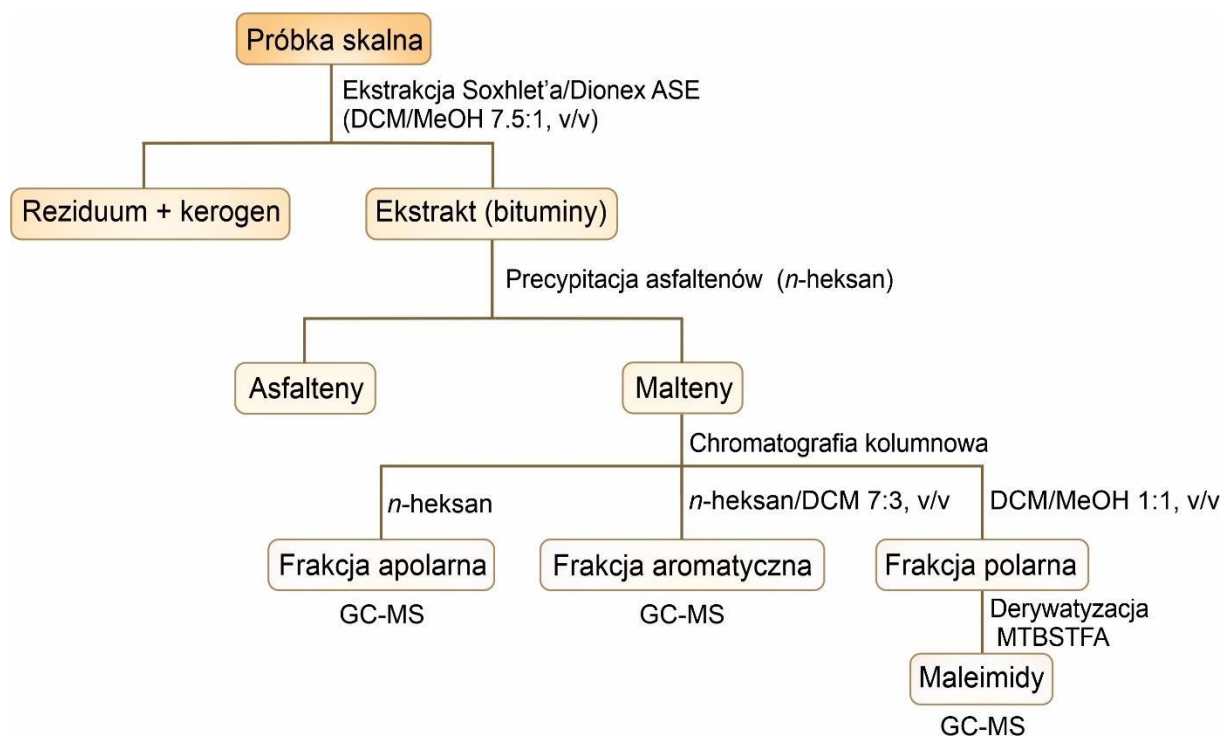 Próbka skalna
Ekstrakcja Soxhlet'a/Dionex ASE
(DCM/MeOH 7.5:1, v/v)
Reziduum + kerogen
Ekstrakt (bituminy)
Precypitacja asfaltenów (n-heksan)
Asfalteny
Malteny
Chromatografia kolumnowa
n-heksan
n-heksan/DCM 7:3, v/v
DCM/MeOH 1:1, v/v
Frakcja apolarna
Frakcja aromatyczna
Frakcja polarna
GC-MS
GC-MS
Derywatyzacja
MTBSTFA
Maleimidy
GC-MS